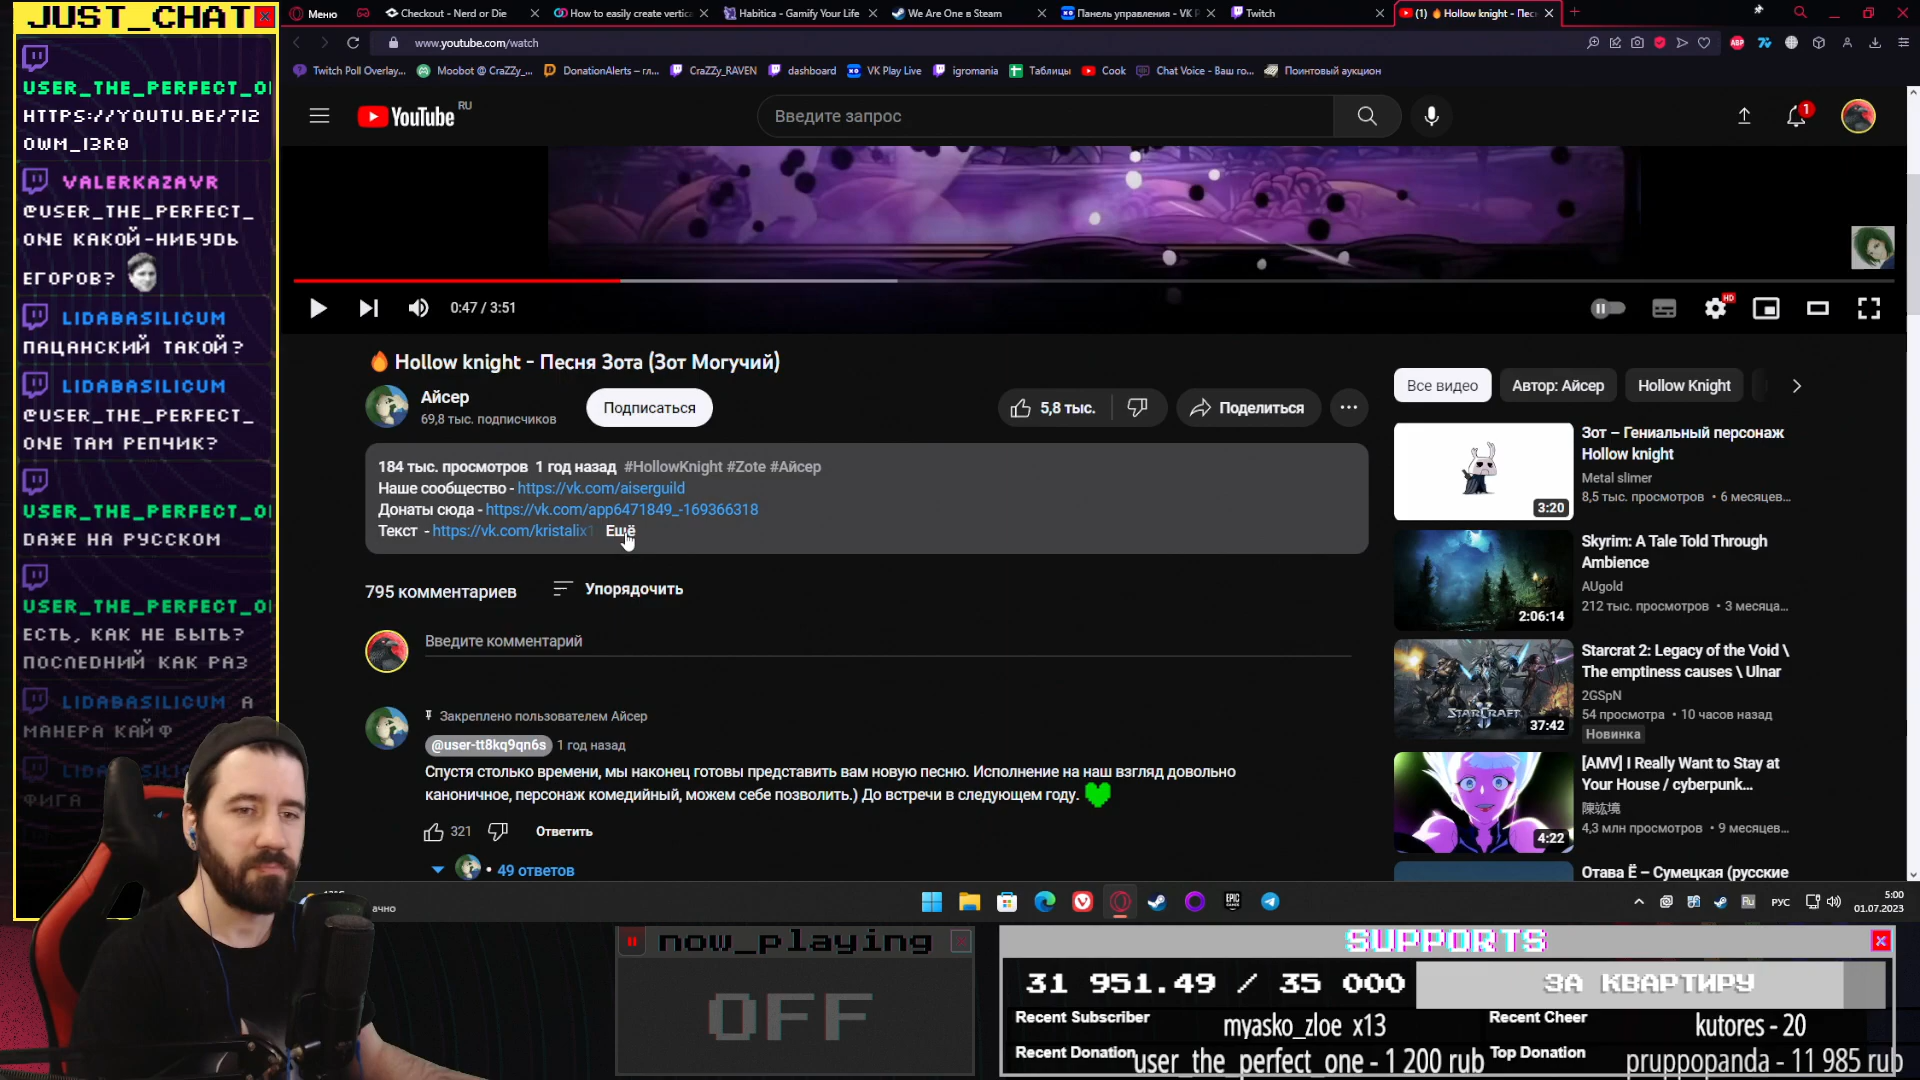 JUST_CHAT
USER_THE_PERFECT_O
HTTPS://YOUTU.BE/7I2
OWM_I3R0
VALERKAZAVR
@USER_THE_PERFECT_
ONE КАКОЙ-НИБУДЬ
ЕГОРОВ?
LIDABASILICUM
ПАЦАНСКИЙ ТАКОЙ?
LIDABASILICUM
@USER_THE_PERFECT_
ONE ТАМ РЕПЧИК?
USER_THE_PERFECT_O
ДАЖЕ НА РУССКОМ
USER_THE_PERFECT_O
ЕСТЬ, КАК НЕ БЫТЬ?
ПОСЛЕДНИЙ КАК РАЗ
LIDABASILICUM А
МАНЕРА КАЙФ
ФИГА
Меню
Checkout - Nerd or Die
How to easily create vertic
Habitica - Gamify Your Life
We Are One в Steam
Панель управления - VK P
Twitch
(1) Hollow knight - Пес
www.youtube.com/watch
Twitch Poll Overlay...
Moobot @ CraZZy_...
DonationAlerts – гл...
CraZZy_RAVEN
dashboard
VK Play Live
igromania
Таблицы
Cook
Chat Voice - Ваш го...
Поинтовый аукцион
YouTube RU
Введите запрос
1
0:47 / 3:51
HD
Hollow knight - Песня Зота (Зот Могучий)
Айсер
69,8 тыс. подписчиков
Подписаться
5,8 тыс.
Поделиться
184 тыс. просмотров 1 год назад #HollowKnight #Zote #Айсер
Наше сообщество - https://vk.com/aiserguild
Донаты сюда - https://vk.com/app6471849_-169366318
Текст - https://vk.com/kristalix1 Ещё
795 комментариев
Упорядочить
Введите комментарий
Закреплено пользователем Айсер
@user-tt8kq9qn6s 1 год назад
Спустя столько времени, мы наконец готовы представить вам новую песню. Исполнение на наш взгляд довольно
каноничное, персонаж комедийный, можем себе позволить.) До встречи в следующем году.
321
Ответить
49 ответов
Все видео
Автор: Айсер
Hollow Knight
Зот – Гениальный персонаж
Hollow knight
Metal slimer
8,5 тыс. просмотров • 6 месяцев...
3:20
Skyrim: A Tale Told Through
Ambience
AUgold
212 тыс. просмотров • 3 месяца...
2:06:14
Starcrat 2: Legacy of the Void \
The emptiness causes \ Ulnar
2GSpN
54 просмотра • 10 часов назад
Новинка
STARCRAFT
37:42
[AMV] I Really Want to Stay at
Your House / cyberpunk...
4,3 млн просмотров • 9 месяцев...
4:22
Отава Ё – Сумецкая (русские
ачно
EPIC
GAMES
Ru
РУС
5:00
01.07.2023
now_playing
OFF
SUPPORTS
31 951.49 / 35 000
ЗА КВАРТИРУ
Recent Subscriber
myasko_zloe x13
Recent Cheer
kutores - 20
Recent Donation
user_the_perfect_one - 1 200 rub
Top Donation
pruppopanda - 11 985 rub